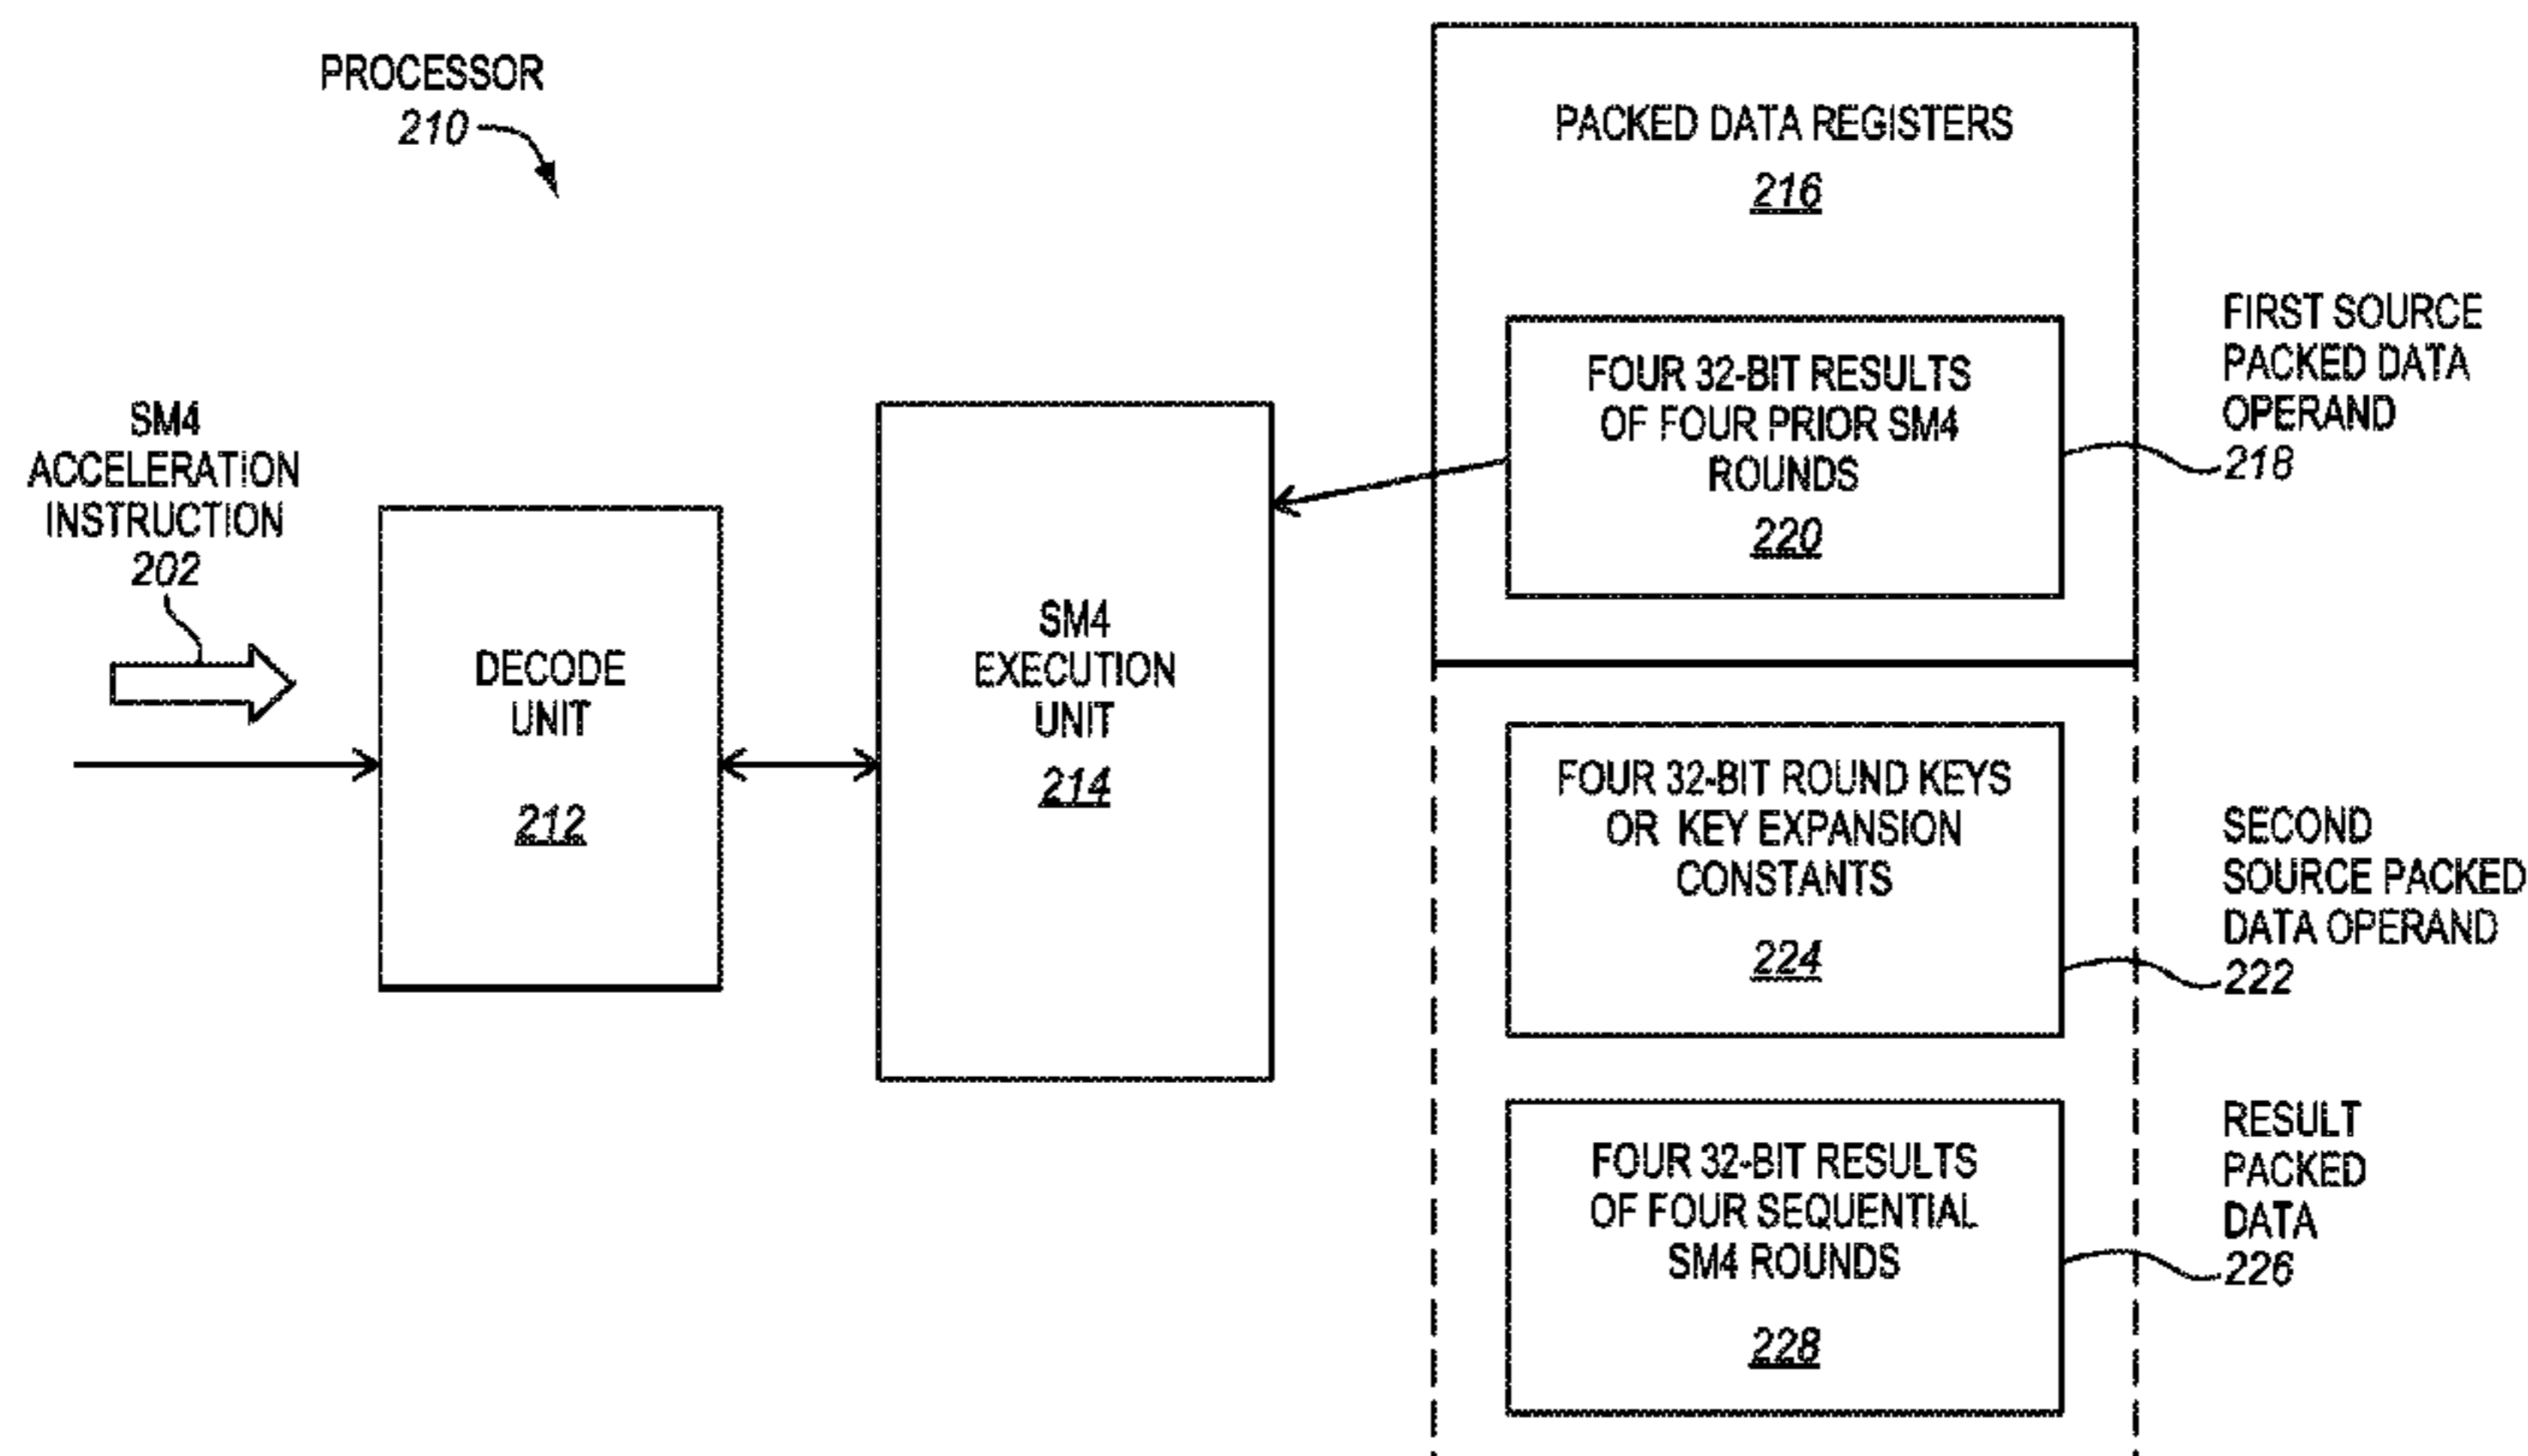 PROCESSOR
210
SM4
ACCELERATION
INSTRUCTION
202
DECODE
UNIT
212
SM4
EXECUTION
UNIT
214
PACKED DATA REGISTERS
216
FOUR 32-BIT RESULTS
OF FOUR PRIOR SM4
ROUNDS
220
FIRST SOURCE
PACKED DATA
OPERAND
218
FOUR 32-BIT ROUND KEYS
OR KEY EXPANSION
CONSTANTS
224
SECOND
SOURCE PACKED
DATA OPERAND
222
FOUR 32-BIT RESULTS
OF FOUR SEQUENTIAL
SM4 ROUNDS
228
RESULT
PACKED
DATA
226